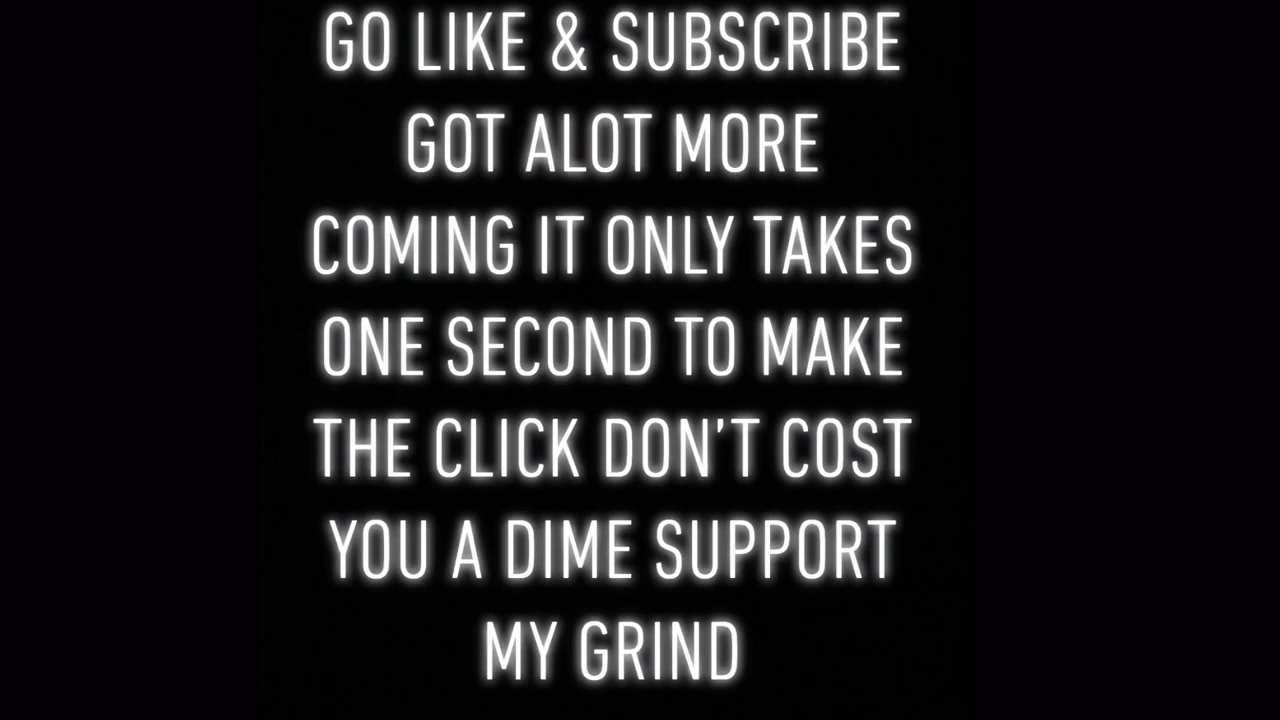 GO LIKE & SUBSCRIBE
GOT ALOT MORE
COMING IT ONLY TAKES
ONE SECOND TO MAKE
THE CLICK DON'T COST
YOU A DIME SUPPORT
MY GRIND